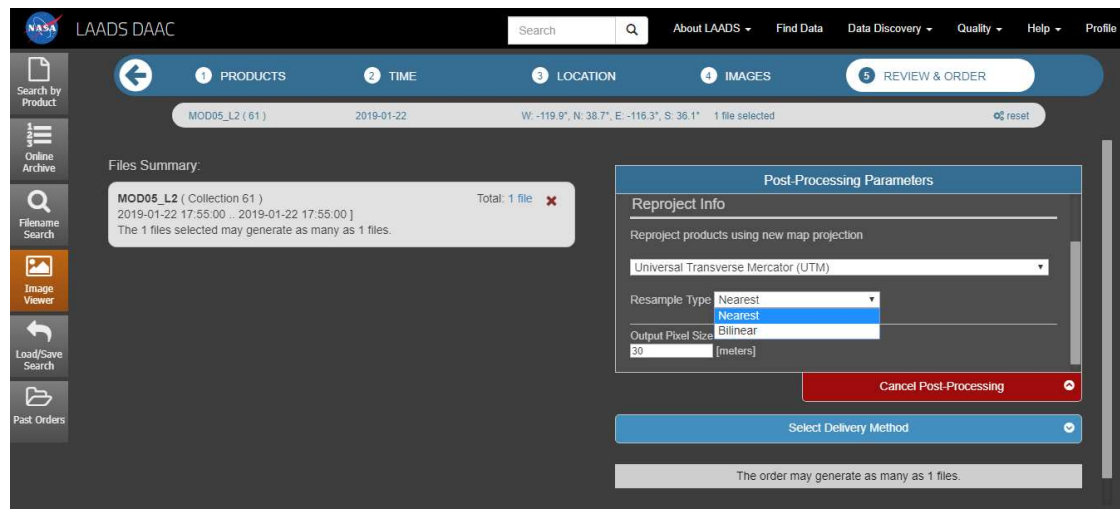 NASA
LAADS DAAC
Search
About LAADS
Find Data
Data Discovery
Quality
Help
Profile
Search by
Product
1 PRODUCTS
2 TIME
3 LOCATION
4 IMAGES
5 REVIEW & ORDER
MOD05_L2 ( 61 )
2019-01-22
W: -119.9°, N: 38.7°, E: -116.3°, S: 36.1°
1 file selected
reset
1
2
3
Online
Archive
Filename
Search
Image
Viewer
Load/Save
Search
Past Orders
Files Summary:
MOD05_L2 ( Collection 61 )
Total: 1 file
2019-01-22 17:55:00 .. 2019-01-22 17:55:00 ]
The 1 files selected may generate as many as 1 files.
Post-Processing Parameters
Reproject Info
Reproject products using new map projection
Universal Transverse Mercator (UTM)
Resample Type
Nearest
Nearest
Bilinear
Output Pixel Size
30
[meters]
Cancel Post-Processing
Select Delivery Method
The order may generate as many as 1 files.